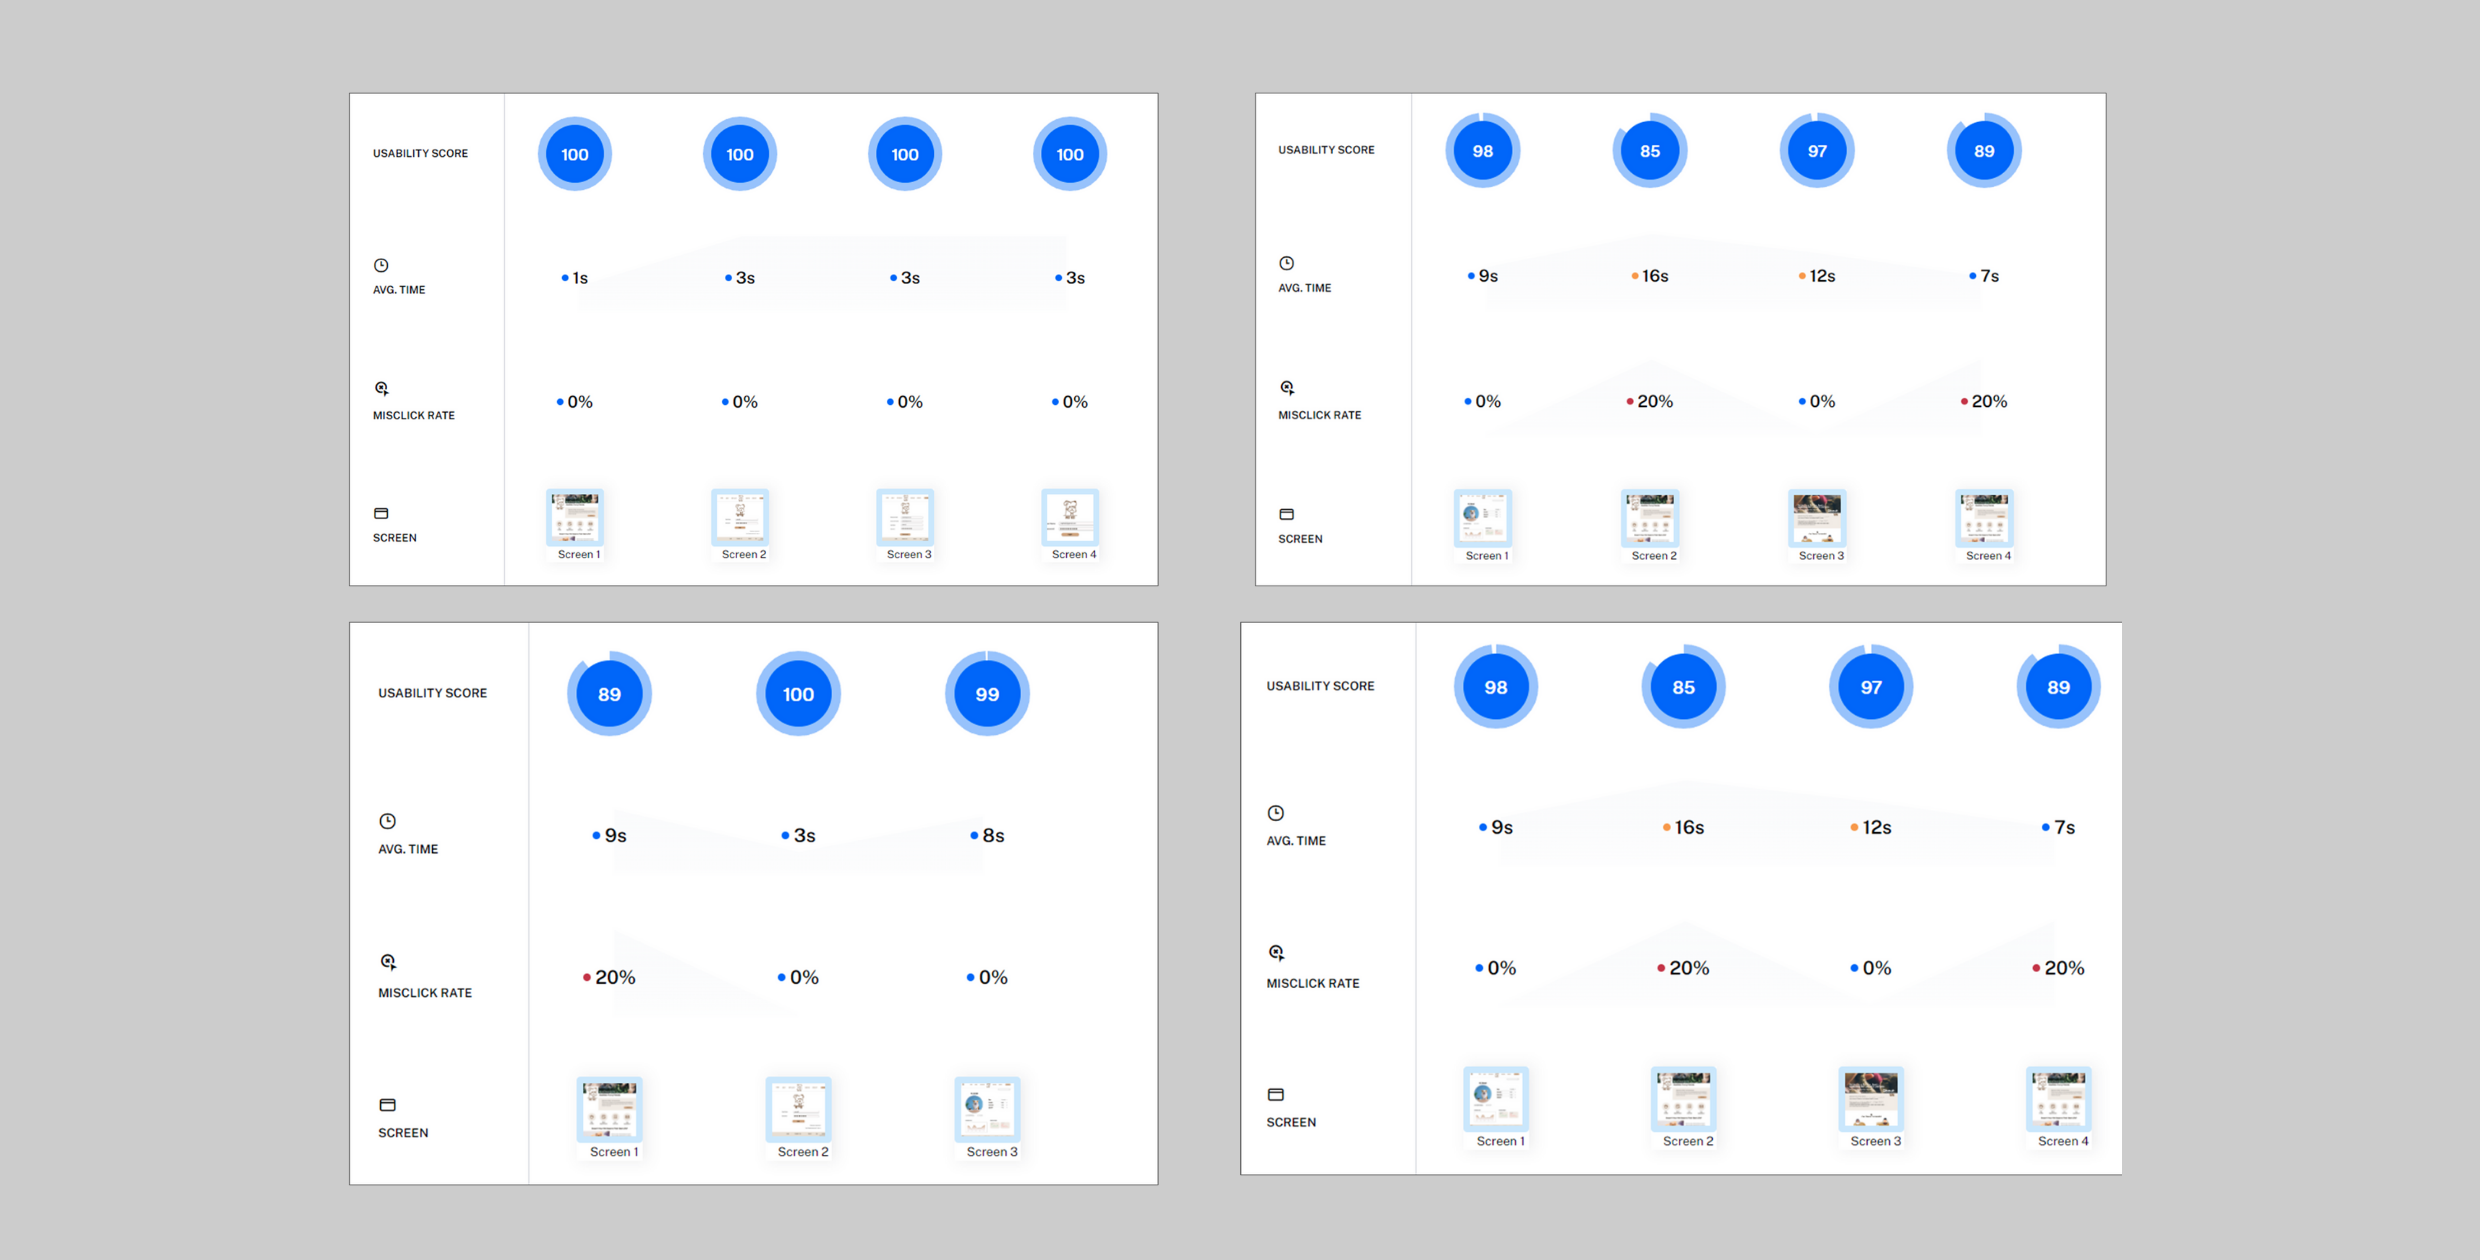 USABILITY SCORE
100 100 100 100
AVG. TIME
1s 3s 3s 3s
MISCLICK RATE
0% 0% 0% 0%
SCREEN
Screen 1 Screen 2 Screen 3 Screen 4
USABILITY SCORE
98 85 97 89
AVG. TIME
9s 16s 12s 7s
MISCLICK RATE
0% 20% 0% 20%
SCREEN
Screen 1 Screen 2 Screen 3 Screen 4
USABILITY SCORE
89 100 99
AVG. TIME
9s 3s 8s
MISCLICK RATE
20% 0% 0%
SCREEN
Screen 1 Screen 2 Screen 3
USABILITY SCORE
98 85 97 89
AVG. TIME
9s 16s 12s 7s
MISCLICK RATE
0% 20% 0% 20%
SCREEN
Screen 1 Screen 2 Screen 3 Screen 4